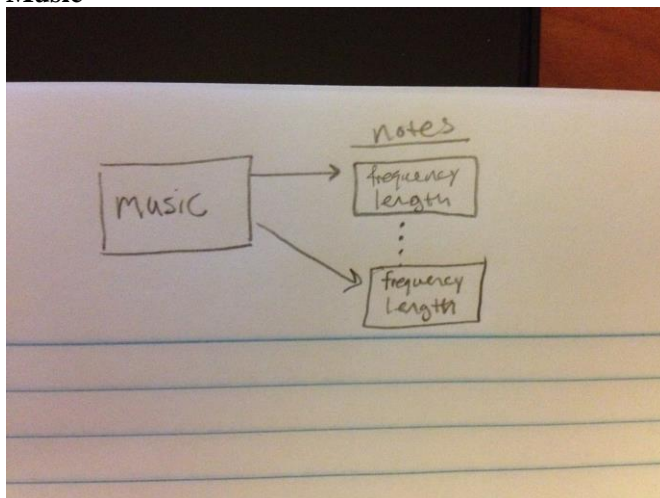 Music
notes
music
frequency
length
frequency
length